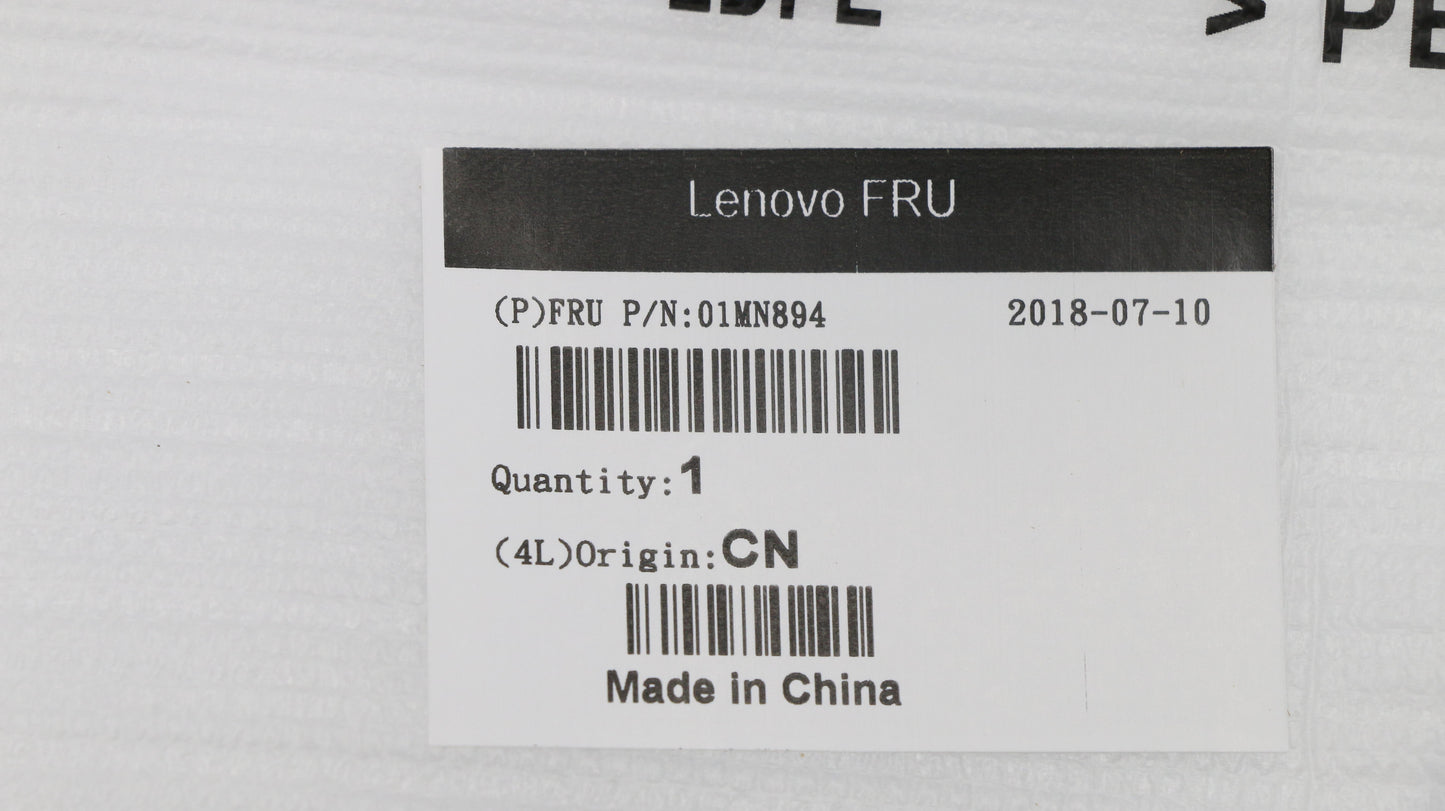 Lenovo FRU
(P)FRU P/N:01MN894
2018-07-10
Quantity:1
(4L)Origin:CN
Made in China